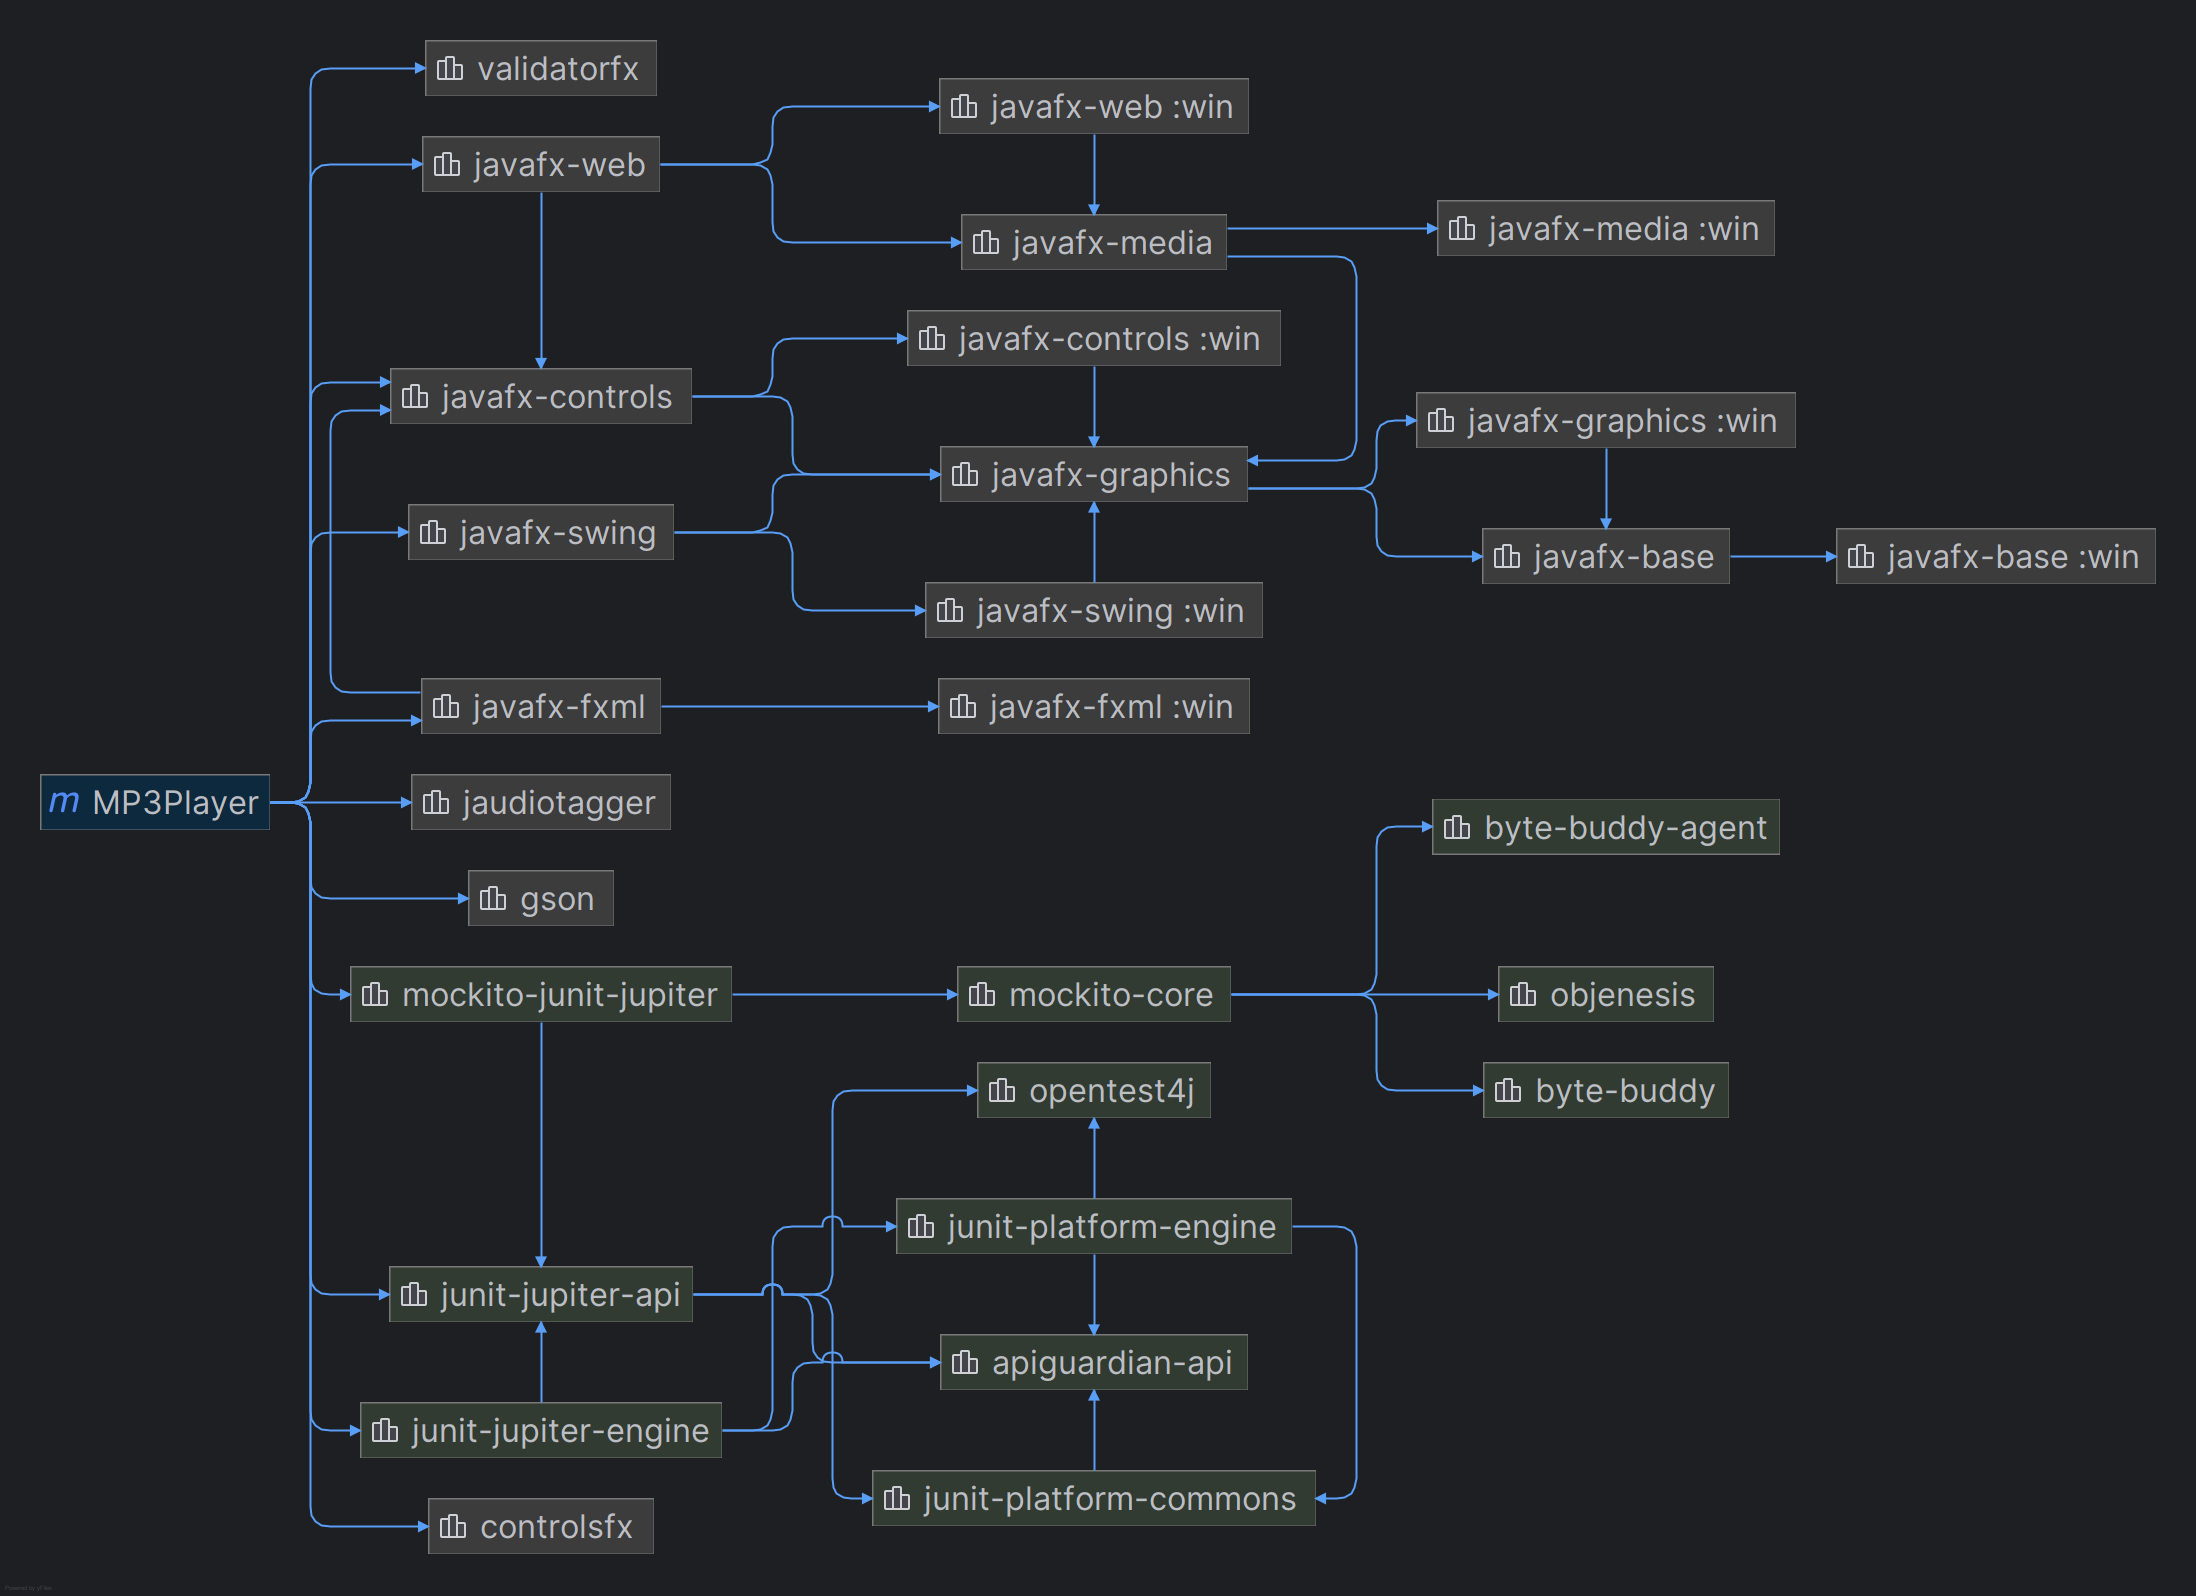 validatorfx
javafx-web :win
javafx-web
javafx-media :win
javafx-media
javafx-controls :win
javafx-controls
javafx-graphics :win
javafx-graphics
javafx-swing
javafx-base
javafx-base :win
javafx-swing :win
javafx-fxml
javafx-fxml :win
m MP3Player
jaudiotagger
byte-buddy-agent
gson
mockito-junit-jupiter
mockito-core
objenesis
opentest4j
byte-buddy
junit-platform-engine
junit-jupiter-api
apiguardian-api
junit-jupiter-engine
junit-platform-commons
controlsfx
Powered by yFiles